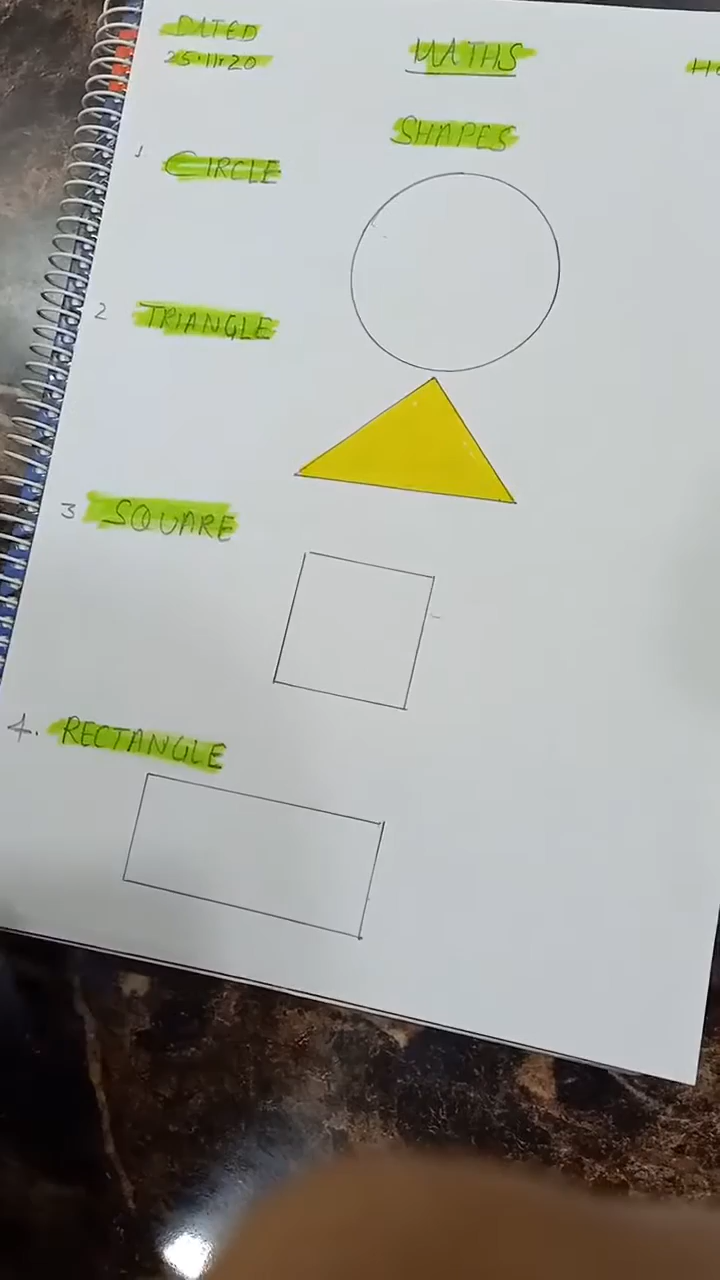 DATED
25.11.20
MATHS
SHAPES
1 CIRCLE
2 TRIANGLE
3 SQUARE
4. RECTANGLE